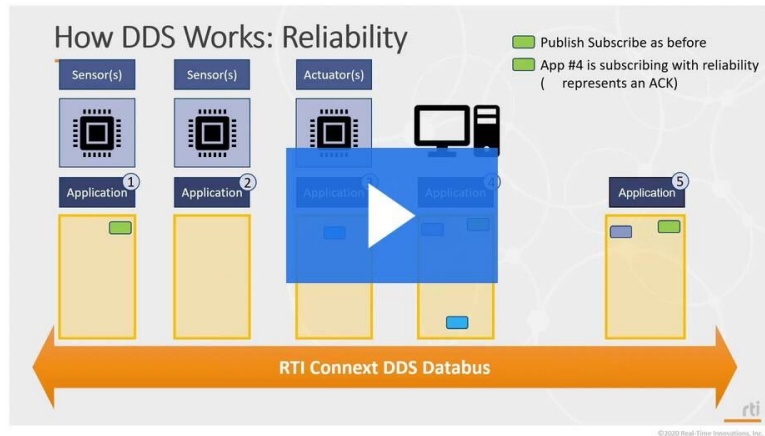 How DDS Works: Reliability
Publish Subscribe as before
App #4 is subscribing with reliability
( represents an ACK)
Sensor(s)
Sensor(s)
Actuator(s)
Application 1
Application 2
Application 3
Application 4
Application 5
RTI Connext DDS Databus
rti
©2020 Real-Time Innovations, Inc.